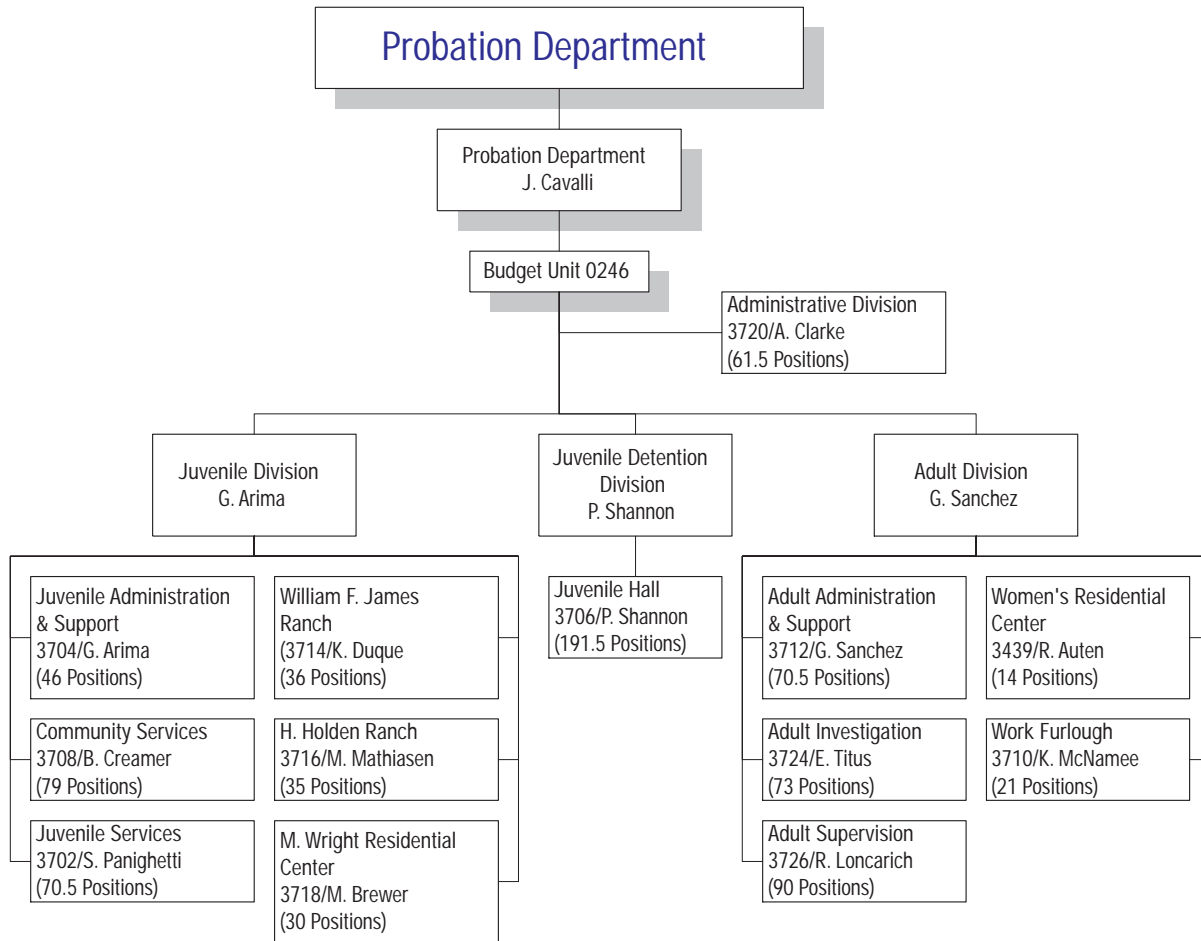 Probation Department
Probation Department
J. Cavalli
Budget Unit 0246
Administrative Division
3720/A. Clarke
(61.5 Positions)
Juvenile Division
G. Arima
Juvenile Detention
Division
P. Shannon
Adult Division
G. Sanchez
Juvenile Administration
& Support
3704/G. Arima
(46 Positions)
William F. James
Ranch
(3714/K. Duque
(36 Positions)
Juvenile Hall
3706/P. Shannon
(191.5 Positions)
Adult Administration
& Support
3712/G. Sanchez
(70.5 Positions)
Women's Residential
Center
3439/R. Auten
(14 Positions)
Community Services
3708/B. Creamer
(79 Positions)
H. Holden Ranch
3716/M. Mathiasen
(35 Positions)
Adult Investigation
3724/E. Titus
(73 Positions)
Work Furlough
3710/K. McNamee
(21 Positions)
Juvenile Services
3702/S. Panighetti
(70.5 Positions)
M. Wright Residential
Center
3718/M. Brewer
(30 Positions)
Adult Supervision
3726/R. Loncarich
(90 Positions)